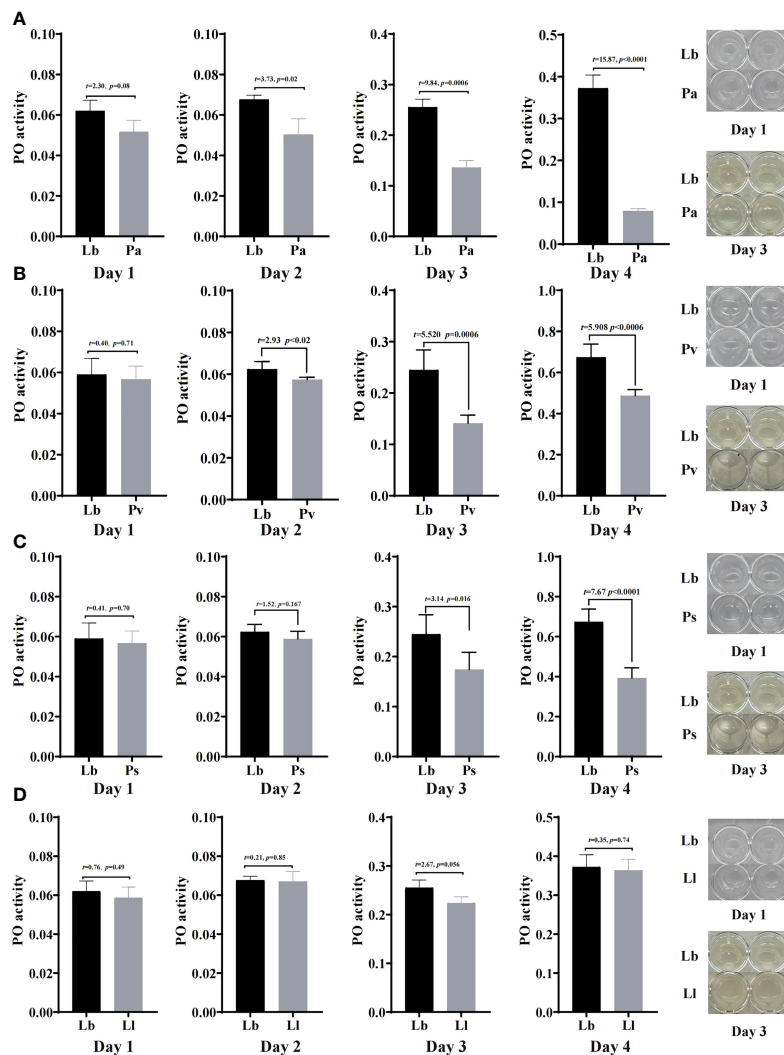 A
PO activity
0.10
0.08
0.06
0.04
0.02
0.00
t=2.30, p=0.08
Lb Pa
Day 1
PO activity
0.10
0.08
0.06
0.04
0.02
0.00
t=3.73, p=0.02
Lb Pa
Day 2
PO activity
0.4
0.3
0.2
0.1
0.0
t=9.84, p=0.0006
Lb Pa
Day 3
PO activity
0.5
0.4
0.3
0.2
0.1
0.0
t=15.87, p<0.0001
Lb Pa
Day 4
Lb
Pa
Day 1
Lb
Pa
Day 3
B
PO activity
0.10
0.08
0.06
0.04
0.02
0.00
t=0.40, p=0.71
Lb Pv
Day 1
PO activity
0.10
0.08
0.06
0.04
0.02
0.00
t=2.93 p<0.02
Lb Pv
Day 2
PO activity
0.4
0.3
0.2
0.1
0.0
t=5.520 p=0.0006
Lb Pv
Day 3
PO activity
1.0
0.8
0.6
0.4
0.2
0.0
t=5.908 p<0.0006
Lb Pv
Day 4
Lb
Pv
Day 1
Lb
Pv
Day 3
C
PO activity
0.10
0.08
0.06
0.04
0.02
0.00
t=0.41, p=0.70
Lb Ps
Day 1
PO activity
0.10
0.08
0.06
0.04
0.02
0.00
t=1.52, p=0.167
Lb Ps
Day 2
PO activity
0.4
0.3
0.2
0.1
0.0
t=3.14 p=0.016
Lb Ps
Day 3
PO activity
1.0
0.8
0.6
0.4
0.2
0.0
t=7.67 p<0.0001
Lb Ps
Day 4
Lb
Ps
Day 1
Lb
Ps
Day 3
D
PO activity
0.10
0.08
0.06
0.04
0.02
0.00
t=0.76, p=0.49
Lb Ll
Day 1
PO activity
0.10
0.08
0.06
0.04
0.02
0.00
t=0.21, p=0.85
Lb Ll
Day 2
PO activity
0.4
0.3
0.2
0.1
0.0
t=2.67, p=0.056
Lb Ll
Day 3
PO activity
0.5
0.4
0.3
0.2
0.1
0.0
t=0.35, p=0.74
Lb Ll
Day 4
Lb
Ll
Day 1
Lb
Ll
Day 3